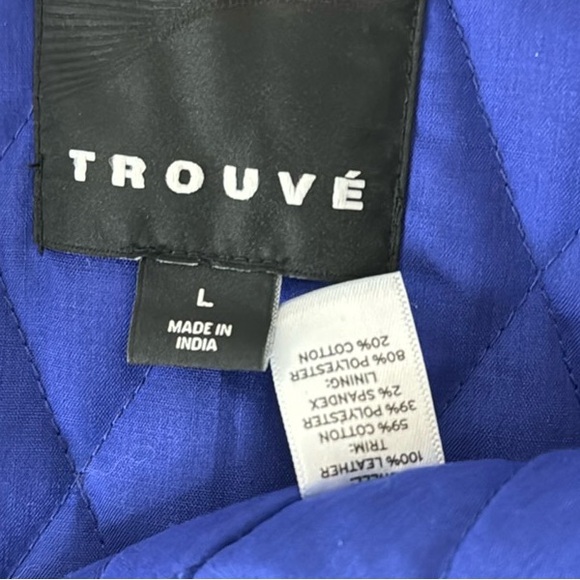 TROUVÉ
L
MADE IN
INDIA
100% LEATHER
TRIM:
59% COTTON
39% POLYESTER
2% SPANDEX
LINING:
80% POLYESTER
20% COTTON